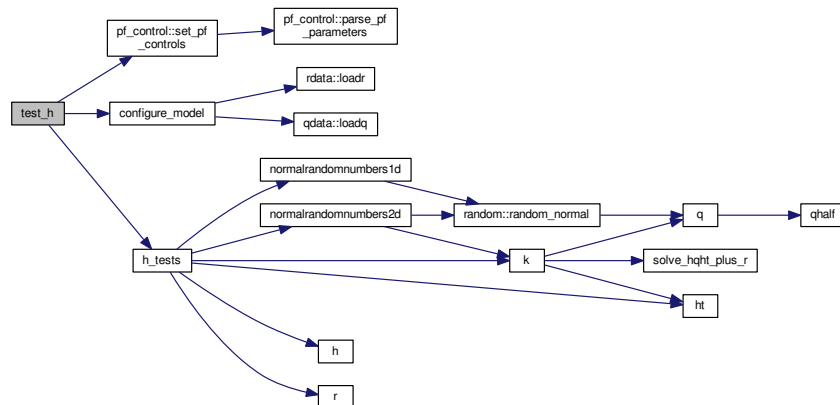 pf_control::set_pf
_controls
pf_control::parse_pf
_parameters
test_h
configure_model
rdata::loadr
qdata::loadq
h_tests
normalrandomnumbers1d
normalrandomnumbers2d
random::random_normal
q
qhalf
k
solve_hqht_plus_r
ht
h
r